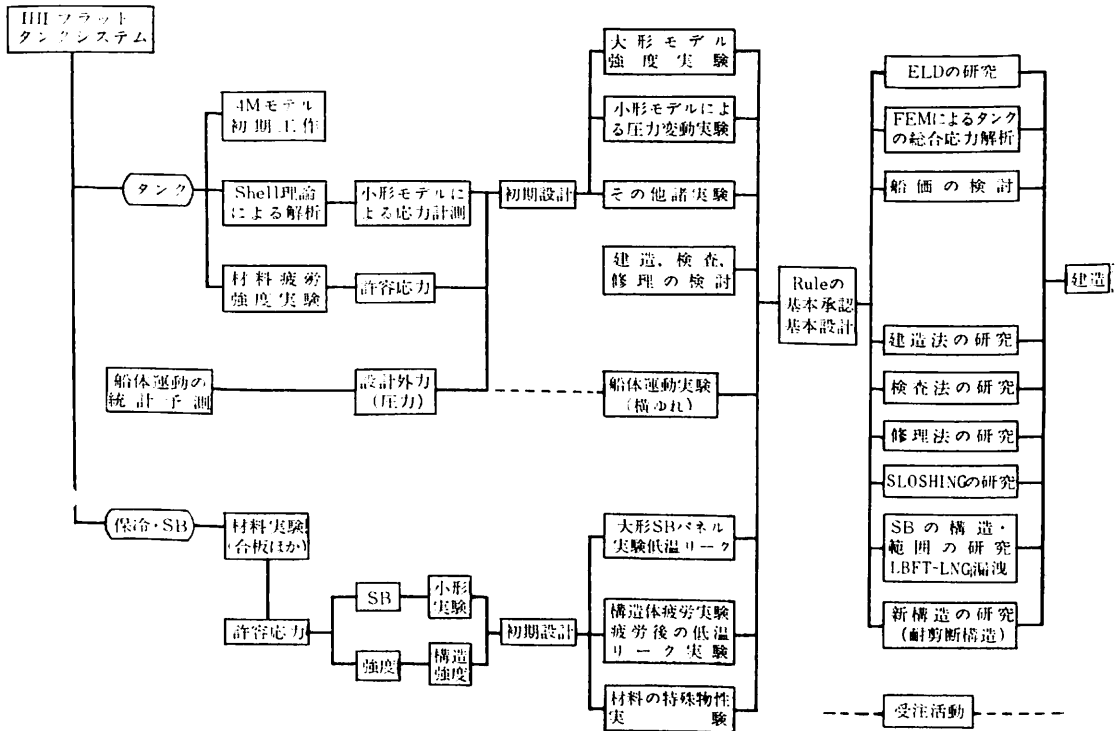 IHI フラット
タンクシステム
タンク
4Mモデル
初期工作
Shell理論
による解析
材料疲労
強度実験
小形モデルに
よる応力計測
許容応力
船体運動の
統計予測
設計外力
(圧力)
初期設計
大形モデル
強度実験
小形モデルによ
る圧力変動実験
その他諸実験
建造,検査,
修理の検討
船体運動実験
(横ゆれ)
保冷・SB
材料実験
(合板ほか)
許容応力
SB
小形
実験
強度
構造
強度
初期設計
大形SBパネル
実験低温リーク
構造体疲労実験
疲労後の低温
リーク実験
材料の特殊物性
実験
Ruleの
基本承認
基本設計
ELDの研究
FEMによるタンク
の総合応力解析
船価の検討
建造法の研究
検査法の研究
修理法の研究
SLOSHINGの研究
SBの構造・
範囲の研究
LBFT-LNG漏洩
新構造の研究
(耐剪断構造)
建造
受注活動